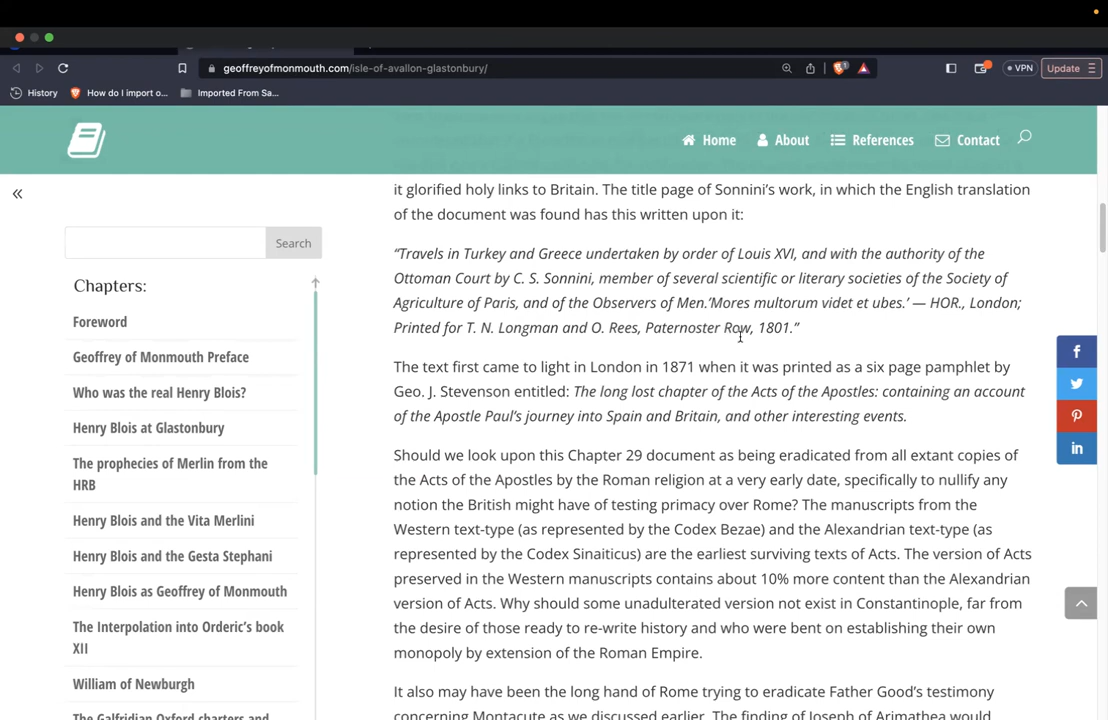 geoffreyofmonmouth.com/isle-of-avallon-glastonbury/
VPN
Update
History
How do I import o...
Imported From Sa...
Home
About
References
Contact
«
Search
Chapters:
Foreword
Geoffrey of Monmouth Preface
Who was the real Henry Blois?
Henry Blois at Glastonbury
The prophecies of Merlin from the
HRB
Henry Blois and the Vita Merlini
Henry Blois and the Gesta Stephani
Henry Blois as Geoffrey of Monmouth
The Interpolation into Orderic's book
XII
William of Newburgh
The Galfridian Oxford charters and
it glorified holy links to Britain. The title page of Sonnini's work, in which the English translation
of the document was found has this written upon it:
“Travels in Turkey and Greece undertaken by order of Louis XVI, and with the authority of the
Ottoman Court by C. S. Sonnini, member of several scientific or literary societies of the Society of
Agriculture of Paris, and of the Observers of Men.‘Mores multorum videt et ubes.’ — HOR., London;
Printed for T. N. Longman and O. Rees, Paternoster Row, 1801.”
The text first came to light in London in 1871 when it was printed as a six page pamphlet by
Geo. J. Stevenson entitled: The long lost chapter of the Acts of the Apostles: containing an account
of the Apostle Paul's journey into Spain and Britain, and other interesting events.
Should we look upon this Chapter 29 document as being eradicated from all extant copies of
the Acts of the Apostles by the Roman religion at a very early date, specifically to nullify any
notion the British might have of testing primacy over Rome? The manuscripts from the
Western text-type (as represented by the Codex Bezae) and the Alexandrian text-type (as
represented by the Codex Sinaiticus) are the earliest surviving texts of Acts. The version of Acts
preserved in the Western manuscripts contains about 10% more content than the Alexandrian
version of Acts. Why should some unadulterated version not exist in Constantinople, far from
the desire of those ready to re-write history and who were bent on establishing their own
monopoly by extension of the Roman Empire.
It also may have been the long hand of Rome trying to eradicate Father Good's testimony
concerning Montacute as we discussed earlier. The finding of Joseph of Arimathea would